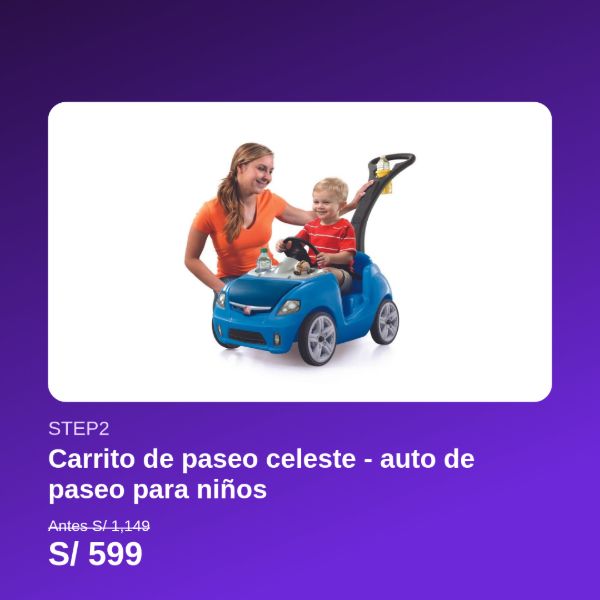 STEP2
Carrito de paseo celeste - auto de
paseo para niños
Antes S/ 1,149
S/ 599